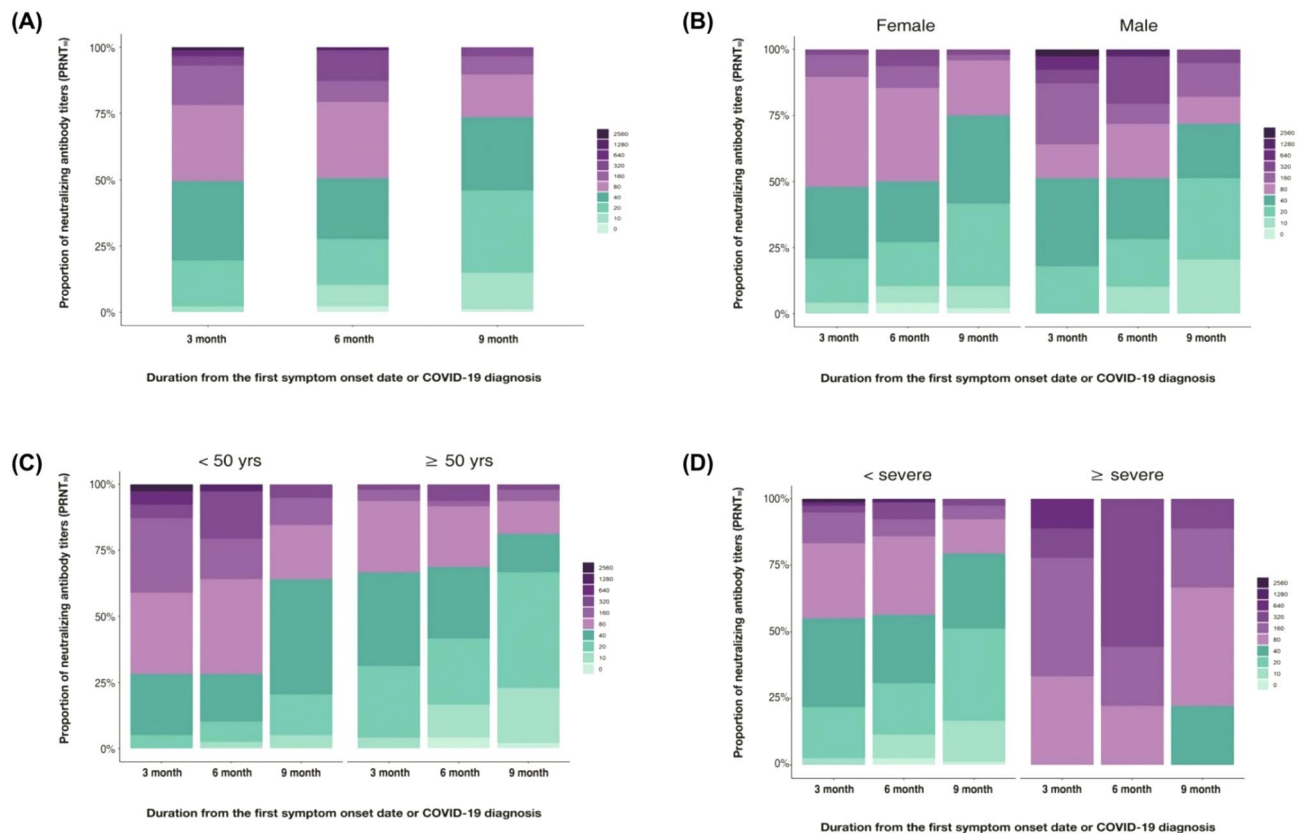 (A)
Proportion of neutralizing antibody titers (PRNT₅₀)
100%
75%
50%
25%
0%
3 month
6 month
9 month
Duration from the first symptom onset date or COVID-19 diagnosis
2560
1280
640
320
160
80
40
20
10
0
(B)
Female
Male
Proportion of neutralizing antibody titers (PRNT₅₀)
100%
75%
50%
25%
0%
3 month
6 month
9 month
3 month
6 month
9 month
Duration from the first symptom onset date or COVID-19 diagnosis
2560
1280
640
320
160
80
40
20
10
0
(C)
< 50 yrs
≥ 50 yrs
Proportion of neutralizing antibody titers (PRNT₅₀)
100%
75%
50%
25%
0%
3 month
6 month
9 month
3 month
6 month
9 month
Duration from the first symptom onset date or COVID-19 diagnosis
2560
1280
640
320
160
80
40
20
10
0
(D)
< severe
≥ severe
Proportion of neutralizing antibody titers (PRNT₅₀)
100%
75%
50%
25%
0%
3 month
6 month
9 month
3 month
6 month
9 month
Duration from the first symptom onset date or COVID-19 diagnosis
2560
1280
640
320
160
80
40
20
10
0